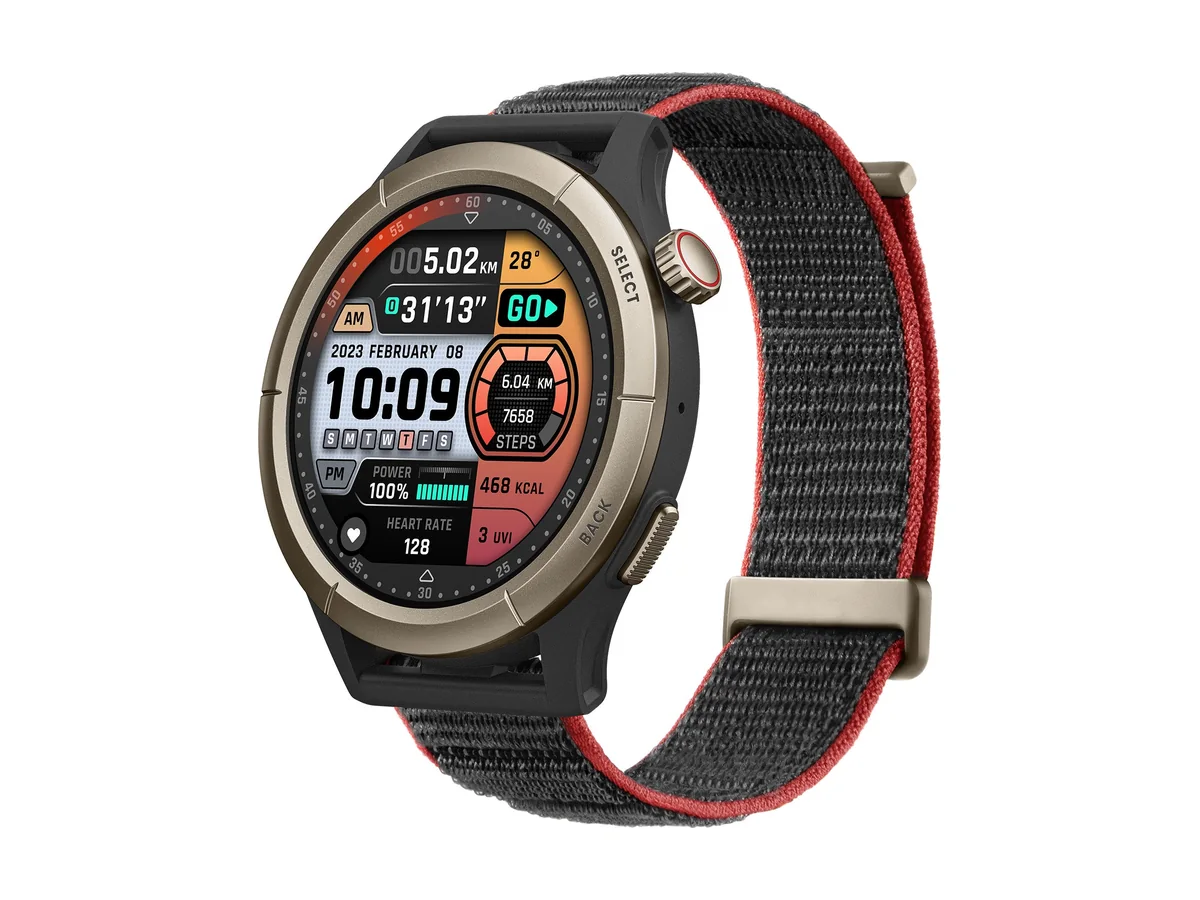 60
55
05
50
10
45
15
40
20
35
25
30
005.02 KM
28°
31'13"
GO
AM
2023 FEBRUARY 08
10:09
6.04 KM
7658
STEPS
S M T W T F S
PM
POWER
100%
468 KCAL
HEART RATE
128
3 UVI
SELECT
BACK